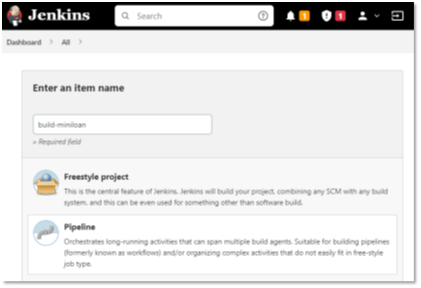 Jenkins
Search
1
1
Dashboard > All >
Enter an item name
build-miniloan
» Required field
Freestyle project
This is the central feature of Jenkins. Jenkins will build your project, combining any SCM with any build
system, and this can be even used for something other than software build.
Pipeline
Orchestrates long-running activities that can span multiple build agents. Suitable for building pipelines
(formerly known as workflows) and/or organizing complex activities that do not easily fit in free-style
job type.